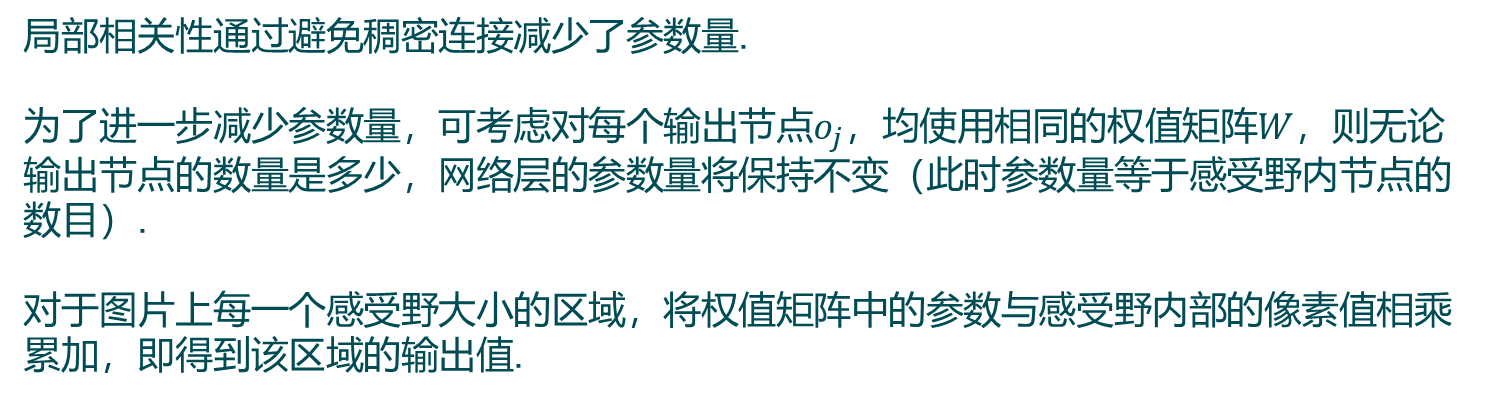 局部相关性通过避免稠密连接减少了参数量.
为了进一步减少参数量，可考虑对每个输出节点oⱼ，均使用相同的权值矩阵W，则无论
输出节点的数量是多少，网络层的参数量将保持不变（此时参数量等于感受野内节点的
数目）.
对于图片上每一个感受野大小的区域，将权值矩阵中的参数与感受野内部的像素值相乘
累加，即得到该区域的输出值.